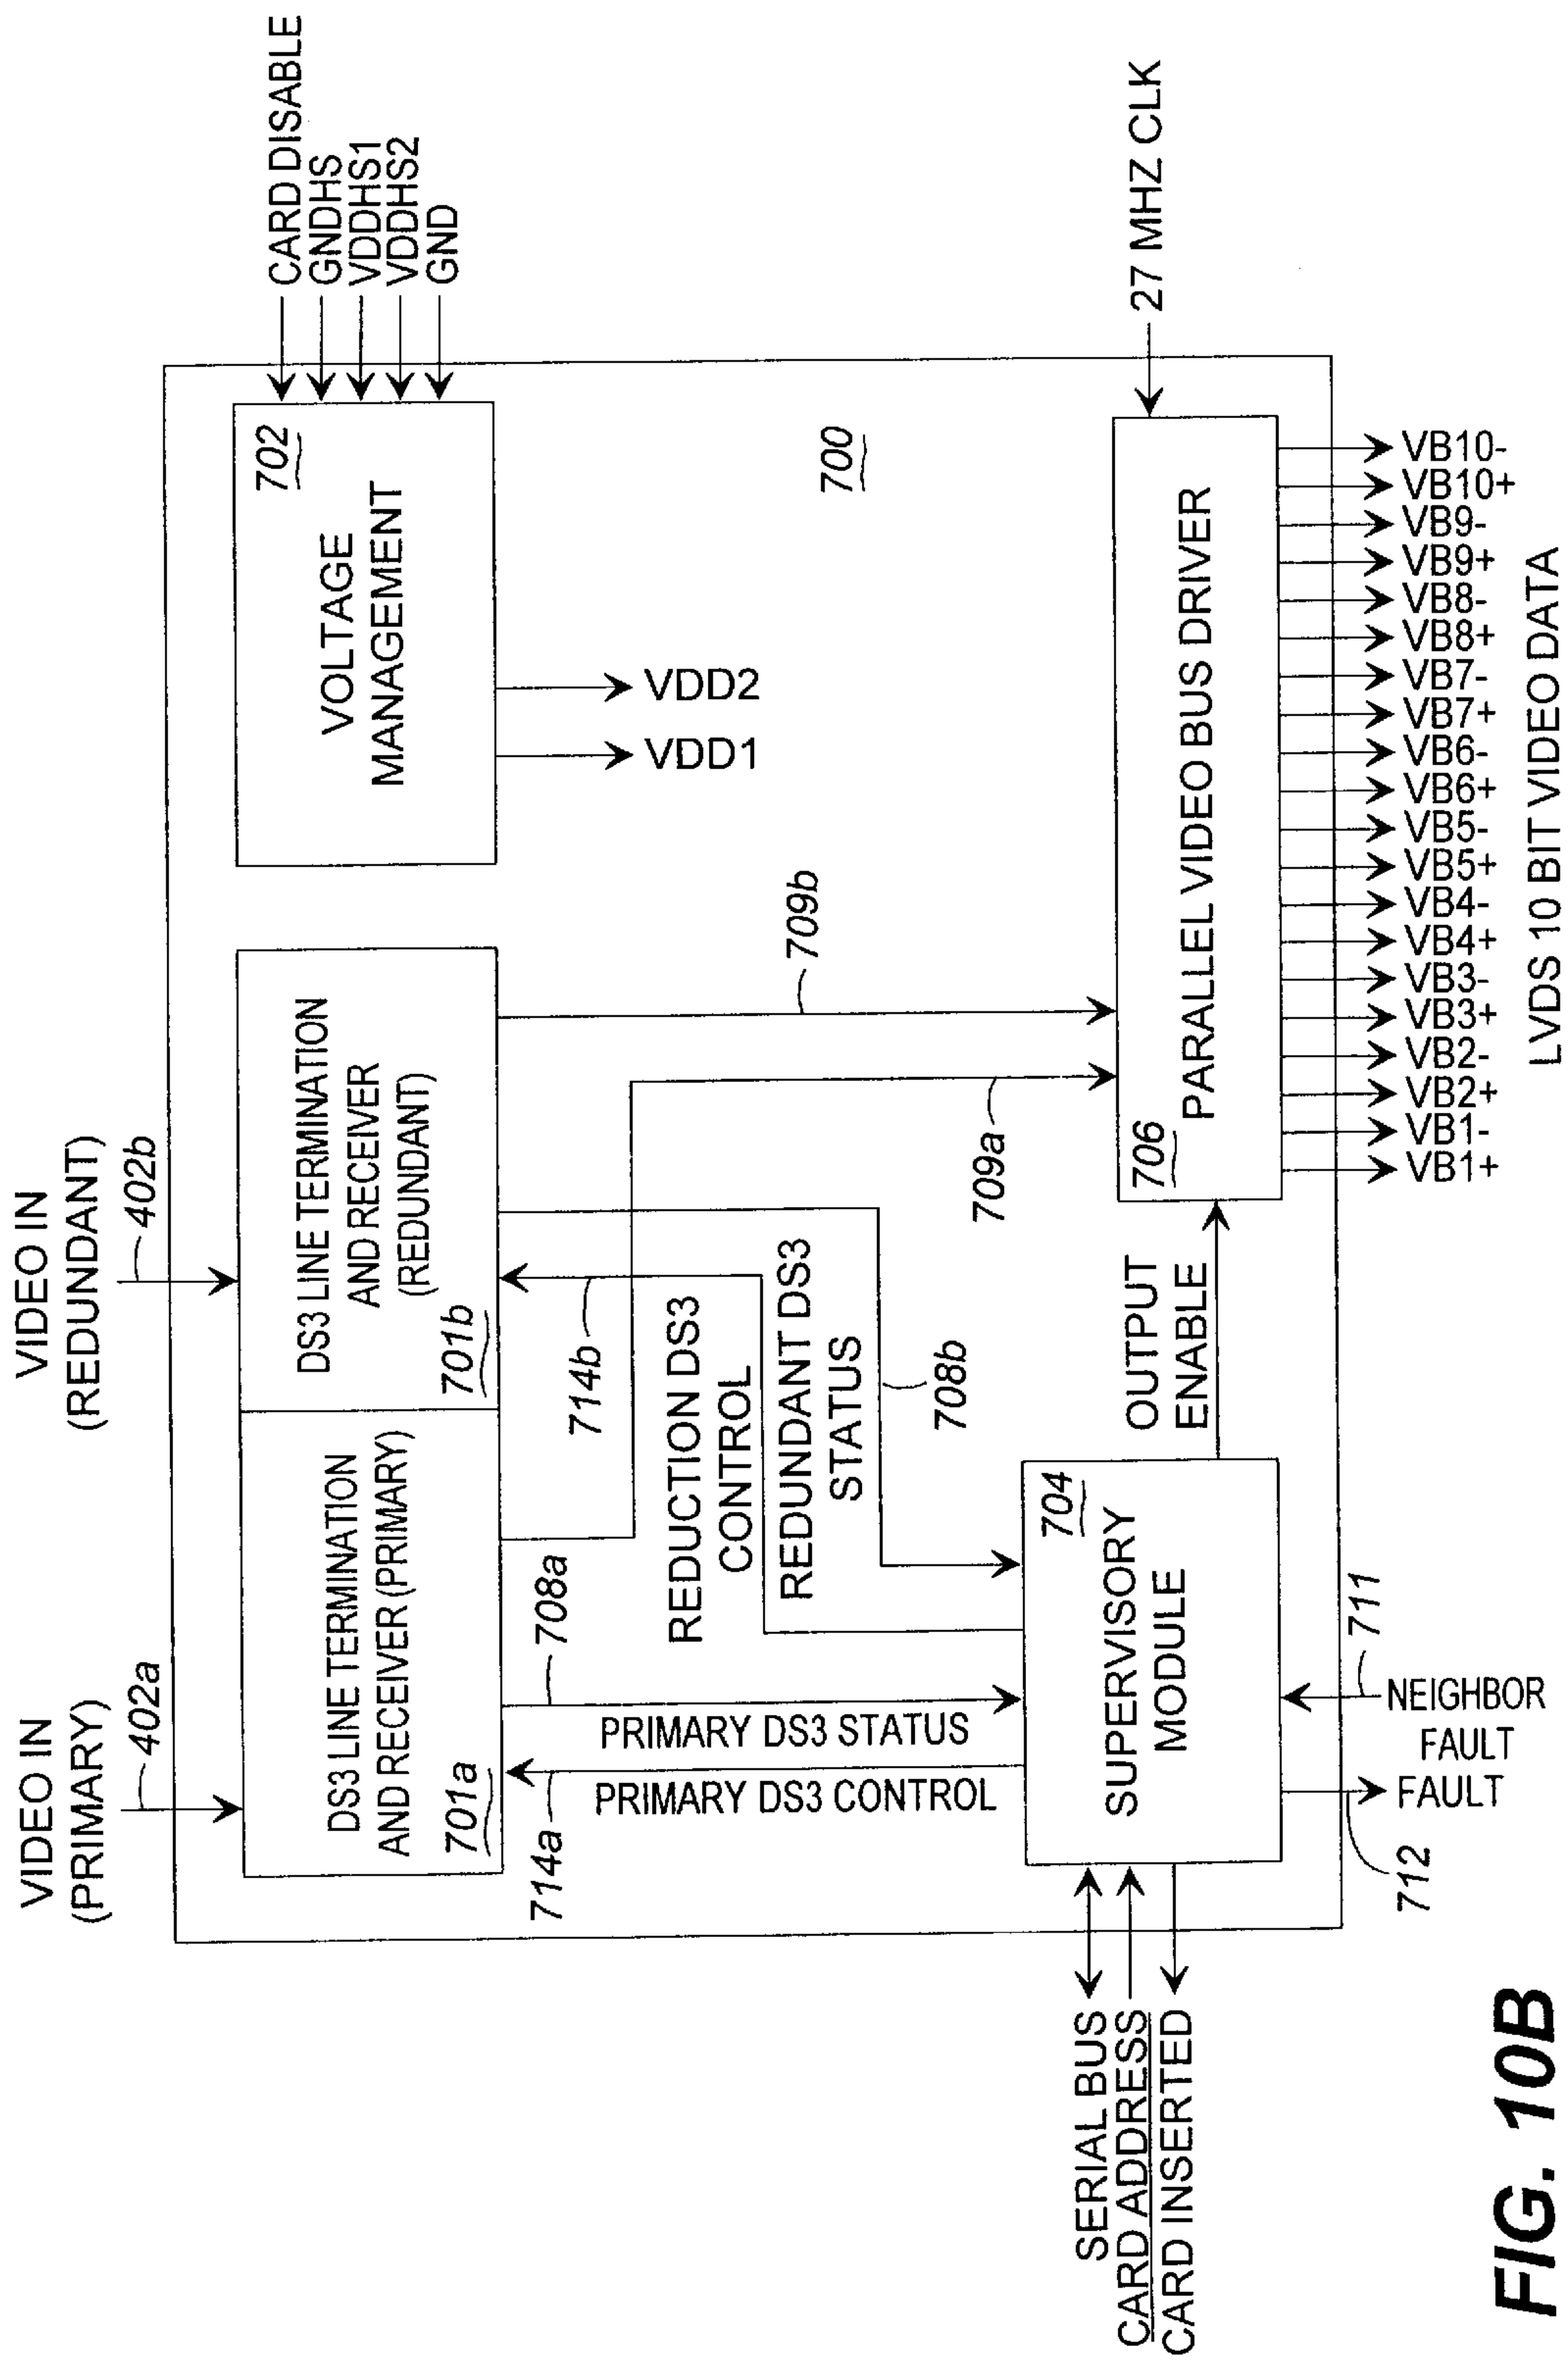 VIDEO IN
(PRIMARY)
402a
VIDEO IN
(REDUNDANT)
402b
DS3 LINE TERMINATION
AND RECEIVER (PRIMARY)
701a
DS3 LINE TERMINATION
AND RECEIVER
(REDUNDANT)
701b
VOLTAGE
MANAGEMENT
702
CARD DISABLE
GNDHS
VDDHS1
VDDHS2
GND
VDD1
VDD2
700
714a
708a
PRIMARY DS3 STATUS
PRIMARY DS3 CONTROL
714b
REDUCTION DS3
CONTROL
REDUNDANT DS3
STATUS
708b
709a
709b
SERIAL BUS
CARD ADDRESS
CARD INSERTED
SUPERVISORY
MODULE
704
OUTPUT
ENABLE
706
PARALLEL VIDEO BUS DRIVER
27 MHZ CLK
712
FAULT
NEIGHBOR
FAULT
711
VB1+
VB1-
VB2+
VB2-
VB3+
VB3-
VB4+
VB4-
VB5+
VB5-
VB6+
VB6-
VB7+
VB7-
VB8+
VB8-
VB9+
VB9-
VB10+
VB10-
LVDS 10 BIT VIDEO DATA
FIG. 10B